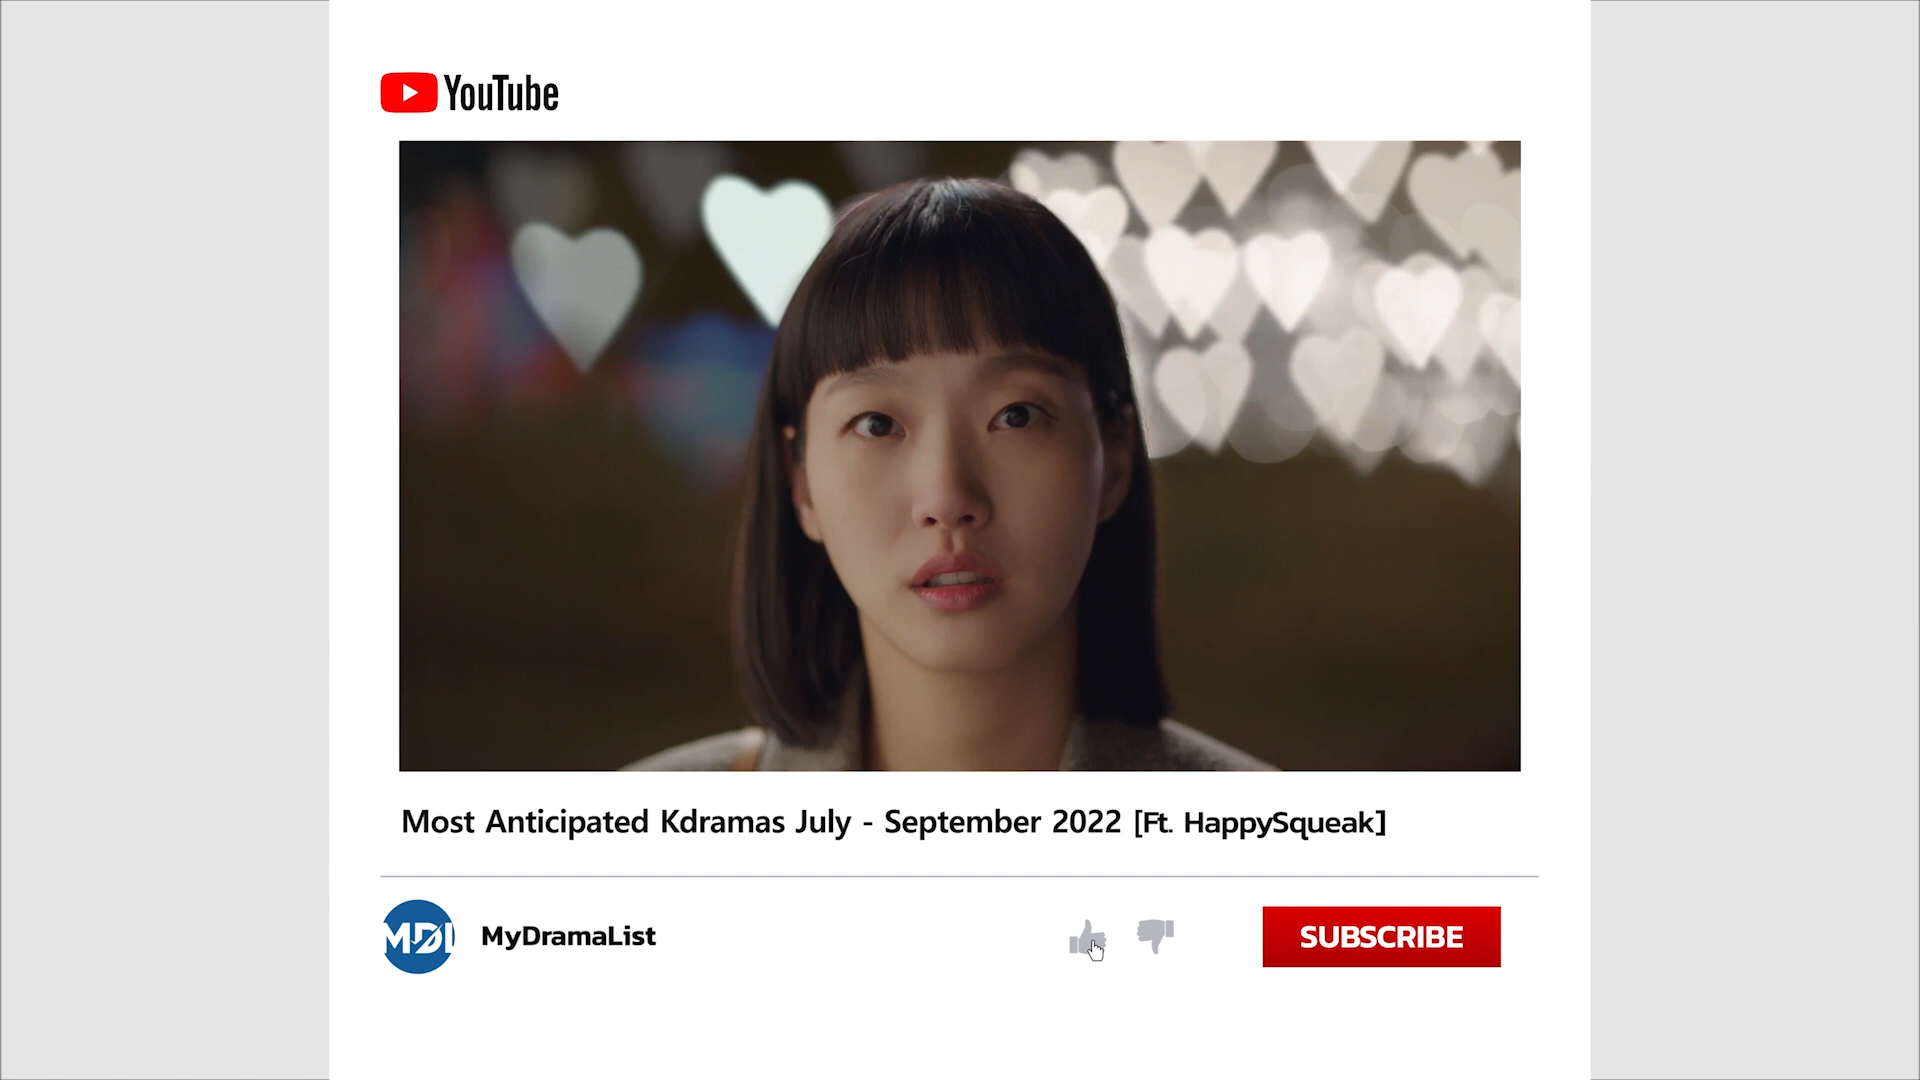 YouTube
Most Anticipated Kdramas July - September 2022 [Ft. HappySqueak]
MDL
MyDramaList
SUBSCRIBE